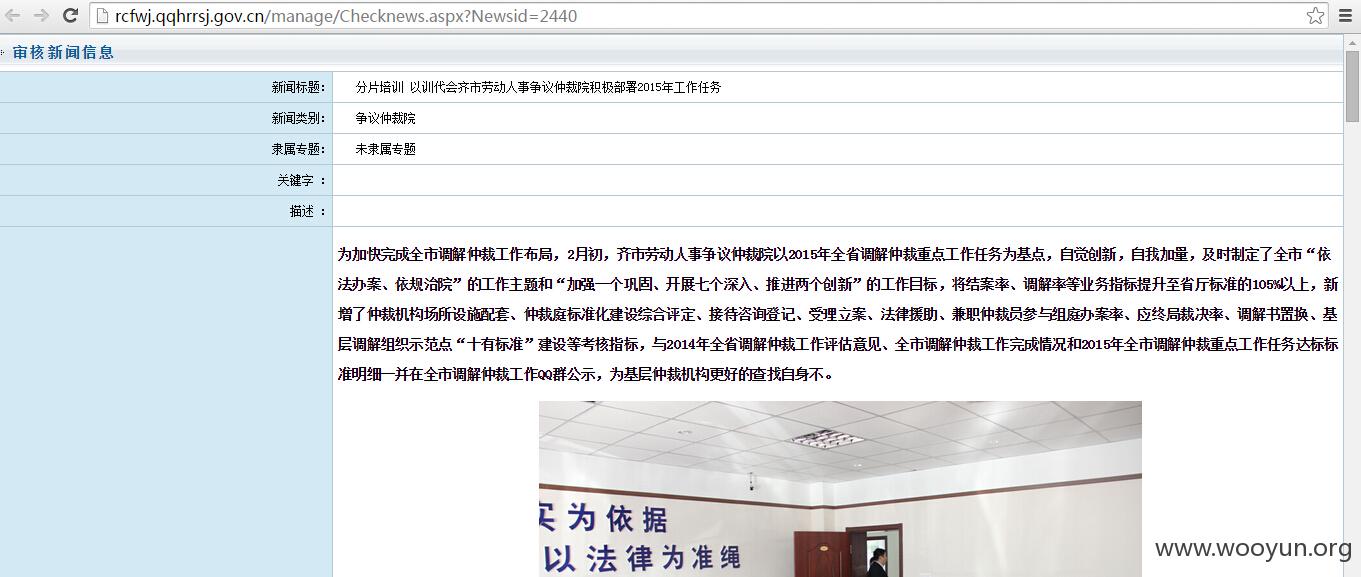 rcfwj.qqhrrsj.gov.cn/manage/Checknews.aspx?Newsid=2440
审核新闻信息
新闻标题： 分片培训 以训代会齐市劳动人事争议仲裁院积极部署2015年工作任务
新闻类别： 争议仲裁院
隶属专题： 未隶属专题
关键字 ：
描述 ：
为加快完成全市调解仲裁工作布局，2月初，齐市劳动人事争议仲裁院以2015年全省调解仲裁重点工作任务为基点，自觉创新，自我加量，及时制定了全市“依
法办案、依规治院”的工作主题和“加强一个巩固、开展七个深入、推进两个创新”的工作目标，将结案率、调解率等业务指标提升至省厅标准的105%以上，新
增了仲裁机构场所设施配套、仲裁庭标准化建设综合评定、接待咨询登记、受理立案、法律援助、兼职仲裁员参与组庭办案率、应终局裁决率、调解书置换、基
层调解组织示范点“十有标准”建设等考核指标，与2014年全省调解仲裁工作评估意见、全市调解仲裁工作完成情况和2015年全市调解仲裁重点工作任务达标标
准明细一并在全市调解仲裁工作QQ群公示，为基层仲裁机构更好的查找自身不。
实为依据
以法律为准绳
www.wooyun.org